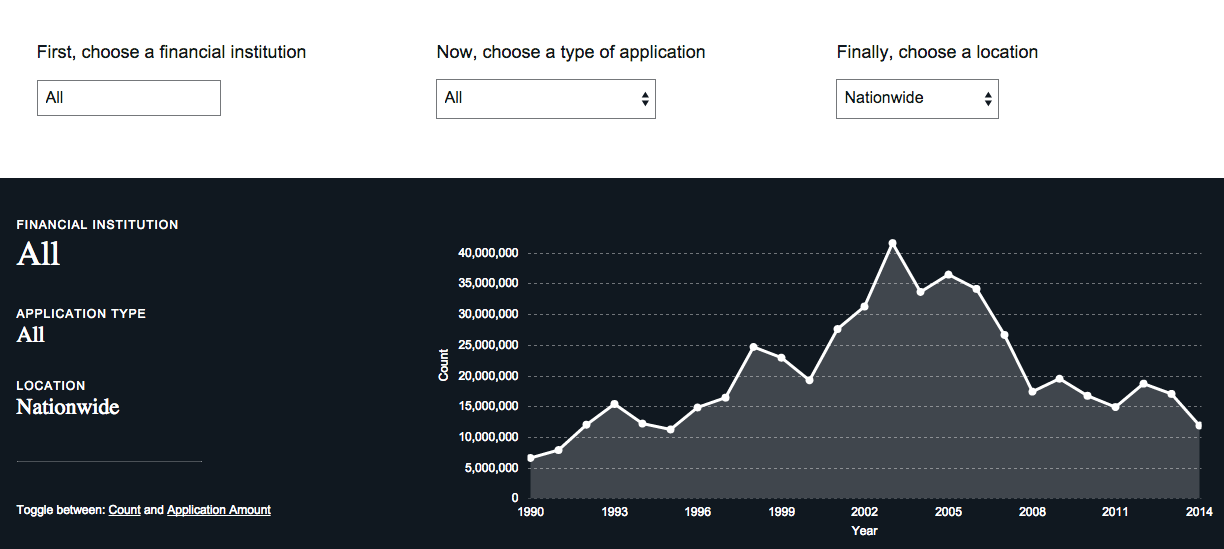 First, choose a financial institution
Now, choose a type of application
Finally, choose a location
All
All
Nationwide
FINANCIAL INSTITUTION
All
APPLICATION TYPE
All
LOCATION
Nationwide
Toggle between: Count and Application Amount
Count
40,000,000
35,000,000
30,000,000
25,000,000
20,000,000
15,000,000
10,000,000
5,000,000
0
1990 1993 1996 1999 2002 2005 2008 2011 2014
Year